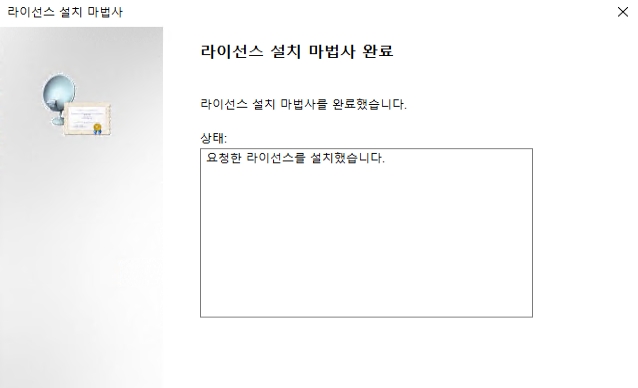 라이선스 설치 마법사
라이선스 설치 마법사 완료
라이선스 설치 마법사를 완료했습니다.
상태:
요청한 라이선스를 설치했습니다.